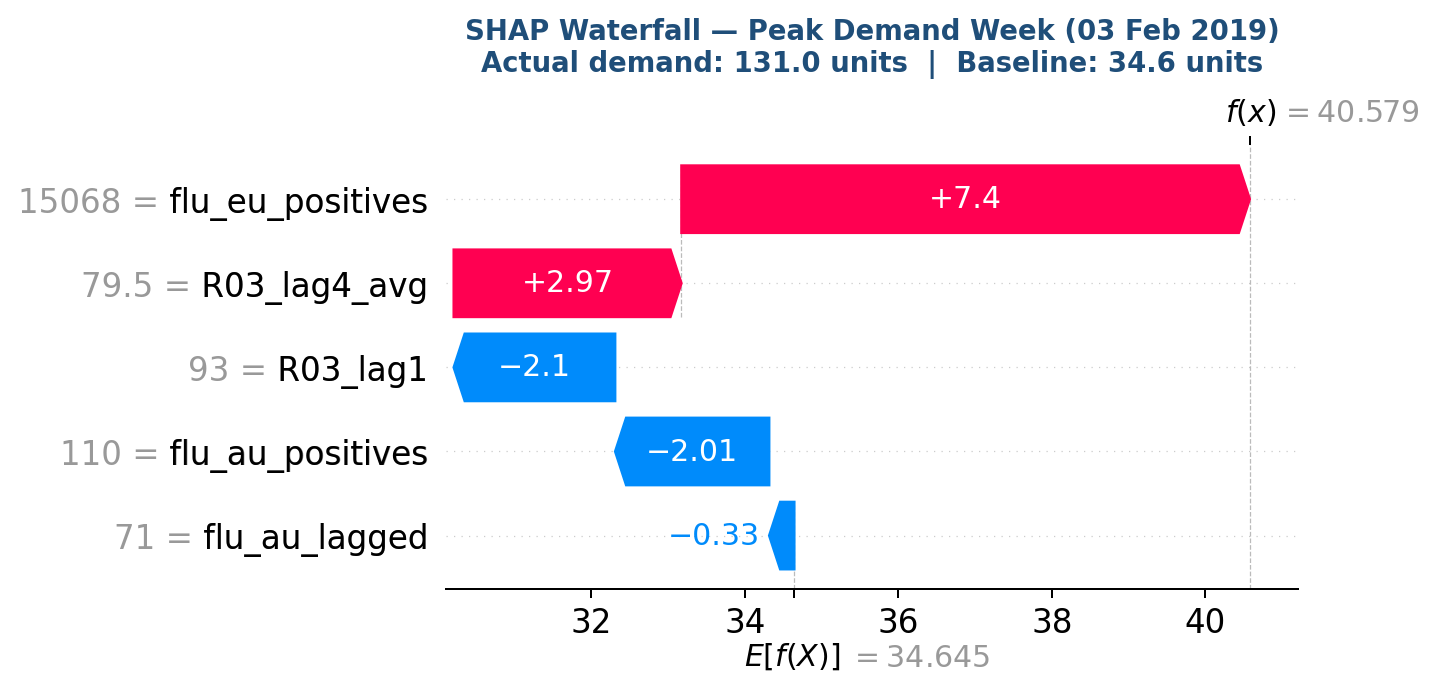 SHAP Waterfall — Peak Demand Week (03 Feb 2019)
Actual demand: 131.0 units | Baseline: 34.6 units
f(x) = 40.579
15068 = flu_eu_positives
+7.4
79.5 = R03_lag4_avg
+2.97
93 = R03_lag1
−2.1
110 = flu_au_positives
−2.01
71 = flu_au_lagged
−0.33
32 34 36 38 40
E[f(X)] = 34.645